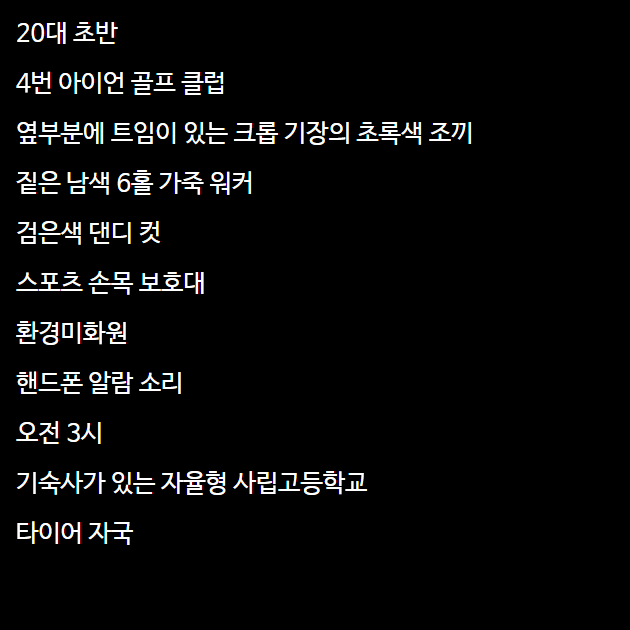 20대 초반
4번 아이언 골프 클럽
옆부분에 트임이 있는 크롭 기장의 초록색 조끼
짙은 남색 6홀 가죽 워커
검은색 댄디 컷
스포츠 손목 보호대
환경미화원
핸드폰 알람 소리
오전 3시
기숙사가 있는 자율형 사립고등학교
타이어 자국